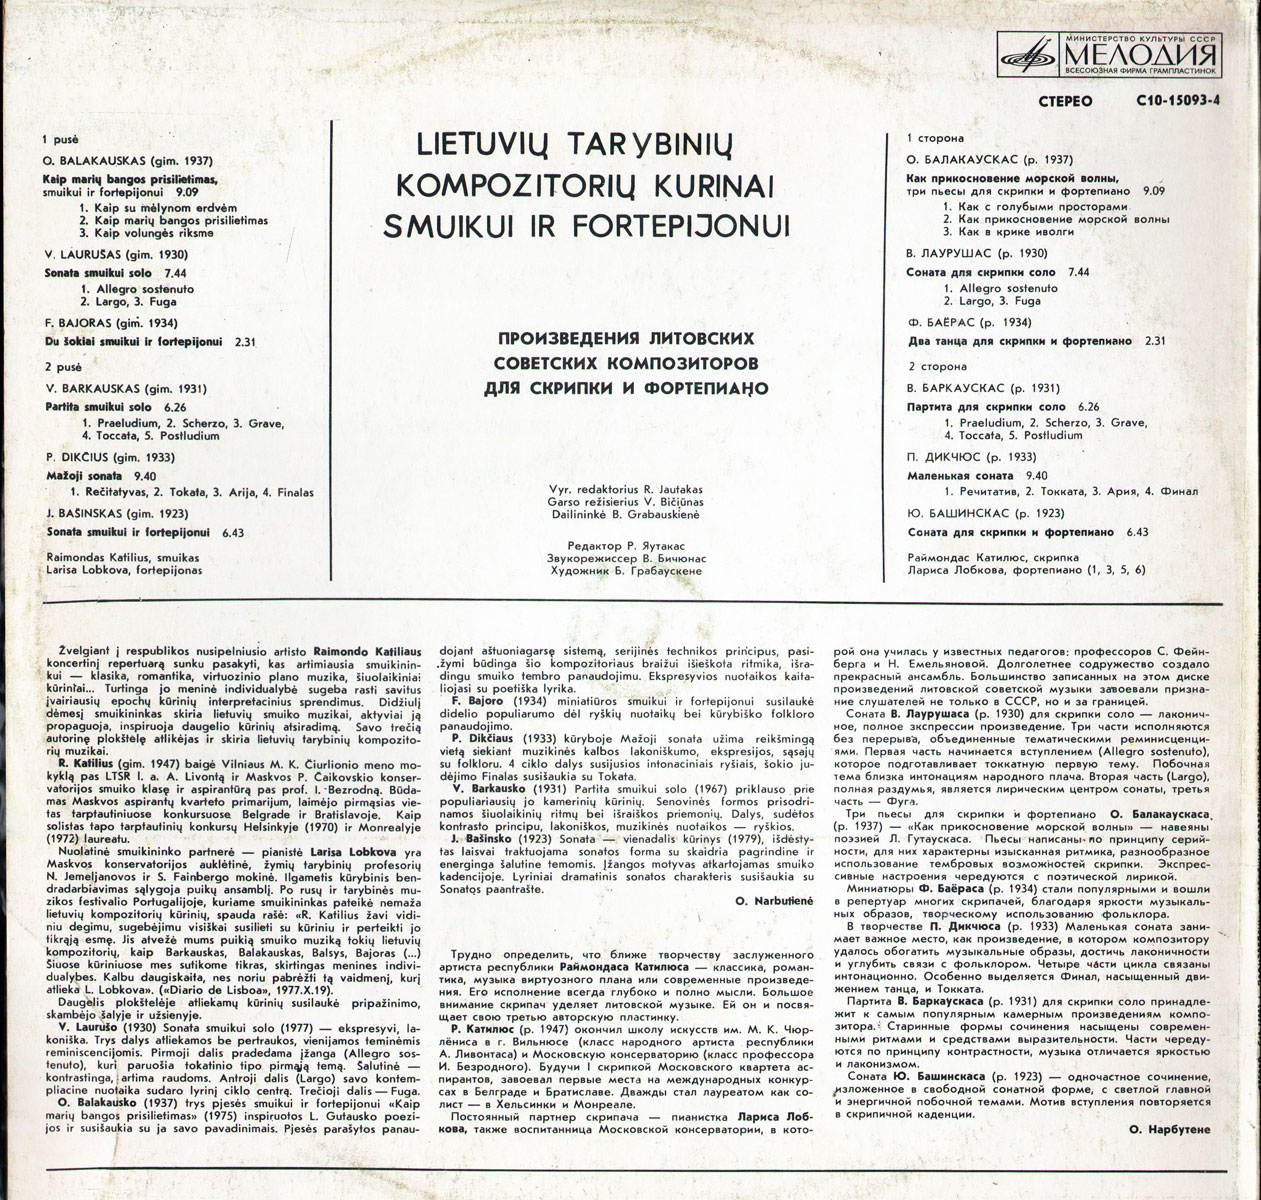 МИНИСТЕРСТВО КУЛЬТУРЫ СССР
МЕЛОДИЯ
ВСЕСОЮЗНАЯ ФИРМА ГРАМПЛАСТИНОК
СТЕРЕО С10-15093-4
1 pusė
O. BALAKAUSKAS (gim. 1937)
Kaip marių bangos prisilietimas,
smuikui ir fortepijonui 9.09
1. Kaip su mėlynom erdvėm
2. Kaip marių bangos prisilietimas
3. Kaip volungės riksme
V. LAURUŠAS (gim. 1930)
Sonata smuikui solo 7.44
1. Allegro sostenuto
2. Largo, 3. Fuga
F. BAJORAS (gim. 1934)
Du šokiai smuikui ir fortepijonui 2.31
2 pusė
V. BARKAUSKAS (gim. 1931)
Partita smuikui solo 6.26
1. Praeludium, 2. Scherzo, 3. Grave,
4. Toccata, 5. Postludium
P. DIKČIUS (gim. 1933)
Mažoji sonata 9.40
1. Rečitatyvas, 2. Tokata, 3. Arija, 4. Finalas
J. BAŠINSKAS (gim. 1923)
Sonata smuikui ir fortepijonui 6.43
Raimondas Katilius, smuikas
Larisa Lobkova, fortepijonas
LIETUVIŲ TARYBINIŲ
KOMPOZITORIŲ KURINAI
SMUIKUI IR FORTEPIJONUI
ПРОИЗВЕДЕНИЯ ЛИТОВСКИХ
СОВЕТСКИХ КОМПОЗИТОРОВ
ДЛЯ СКРИПКИ И ФОРТЕПИАНО
Vyr. redaktorius R. Jautakas
Garso režisierius V. Bičiūnas
Dailininkė B. Grabauskienė
Редактор Р. Яутакас
Звукорежиссер В. Бичюнас
Художник Б. Грабаускене
1 сторона
О. БАЛАКАУСКАС (р. 1937)
Как прикосновение морской волны,
три пьесы для скрипки и фортепиано 9.09
1. Как с голубыми просторами
2. Как прикосновение морской волны
3. Как в крике иволги
В. ЛАУРУШАС (р. 1930)
Соната для скрипки соло 7.44
1. Allegro sostenuto
2. Largo, 3. Fuga
Ф. БАЁРАС (р. 1934)
Два танца для скрипки и фортепиано 2.31
2 сторона
В. БАРКАУСКАС (р. 1931)
Партита для скрипки соло 6.26
1. Praeludium, 2. Scherzo, 3. Grave,
4. Toccata, 5. Postludium
П. ДИКЧЮС (р. 1933)
Маленькая соната 9.40
1. Речитатив, 2. Токката, 3. Ария, 4. Финал
Ю. БАШИНСКАС (р. 1923)
Соната для скрипки и фортепиано 6.43
Раймондас Катилюс, скрипка
Лариса Лобкова, фортепиано (1, 3, 5, 6)
Žvelgiant į respublikos nusipelniusio artisto Raimondo Katiliaus
koncertinį repertuarą sunku pasakyti, kas artimiausia smuikinin-
kui — klasika, romantika, virtuozinio plano muzika, šiuolaikiniai
kūriniai... Turtinga jo meninė individualybė sugeba rasti savitus
įvairiausių epochų kūrinių interpretacinius sprendimus. Didžiulį
dėmesį smuikininkas skiria lietuvių smuiko muzikai, aktyviai ją
propaguoja, inspiruoja daugelio kūrinių atsiradimą. Savo trečią
autorinę plokštėlę atlikėjas ir skiria lietuvių tarybinių kompozito-
rių muzikai.
R. Katilius (gim. 1947) baigė Vilniaus M. K. Čiurlionio meno mo-
kyklą pas LTSR l. a. A. Livontą ir Maskvos P. Čaikovskio konser-
vatorijos smuiko klasę ir aspirantūrą pas prof. I. Bezrodną. Būda-
mas Maskvos aspirantų kvarteto primarijum, laimėjo pirmąsias vie-
tas tarptautiniuose konkursuose Belgrade ir Bratislavoje. Kaip
solistas tapo tarptautinių konkursų Helsinkyje (1970) ir Monrealyje
(1972) laureatu.
Nuolatinė smuikininko partnerė — pianistė Larisa Lobkova yra
Maskvos konservatorijos auklėtinė, žymių tarybinių profesorių
N. Jemeljanovos ir S. Fainbergo mokinė. Ilgametis kūrybinis ben-
dradarbiavimas sąlygoja puikų ansamblį. Po rusų ir tarybinės mu-
zikos festivalio Portugalijoje, kuriame smuikininkas pateikė nemaža
lietuvių kompozitorių kūrinių, spauda rašė: «R. Katilius žavi vidi-
niu degimu, sugebėjimu visiškai susilieti su kūriniu ir perteikti jo
tikrąją esmę. Jis atvežė mums puikią smuiko muziką tokių lietuvių
kompozitorių, kaip Barkauskas, Balakauskas, Balsys, Bajoras (...)
Šiuose kūriniuose mes sutikome tikras, skirtingas menines indivi-
dualybes. Kalbu daugiskaita, nes noriu pabrėžti tą vaidmenį, kurį
atlieka L. Lobkova». («Diario de Lisboa», 1977.X.19).
Daugelis plokštelėje atliekamų kūrinių susilaukė pripažinimo,
skambėjo šalyje ir užsienyje.
V. Laurušo (1930) Sonata smuikui solo (1977) — ekspresyvi, la-
koniška. Trys dalys atliekamos be pertraukos, vienijamos teminėmis
reminiscencijomis. Pirmoji dalis pradedama įžanga (Allegro sos-
tenuto), kuri paruošia tokatinio tipo pirmąją temą. Šalutinė —
kontrastinga, artima raudoms. Antroji dalis (Largo) savo kontem-
pliacine nuotaika sudaro lyrinį ciklo centrą. Trečioji dalis — Fuga.
O. Balakausko (1937) trys pjesės smuikui ir fortepijonui «Kaip
marių bangos prisilietimas» (1975) inspiruotos L. Gutausko poezi-
jos ir susišaukia su ja savo pavadinimais. Pjesės parašytos panau-
dojant aštuoniagarsę sistemą, serijinės technikos principus, pasi-
žymi būdinga šio kompozitoriaus braižui išieškota ritmika, išra-
dingu smuiko tembro panaudojimu. Ekspresyvios nuotaikos kaita-
liojasi su poetiška lyrika.
F. Bajoro (1934) miniatiūros smuikui ir fortepijonui susilaukė
didelio populiarumo dėl ryškių nuotaikų bei kūrybiško folkloro
panaudojimo.
P. Dikčiaus (1933) kūryboje Mažoji sonata užima reikšmingą
vietą siekiant muzikinės kalbos lakoniškumo, ekspresijos, sąsajų
su folkloru. 4 ciklo dalys susijusios intonaciniais ryšiais, šokio ju-
dėjimo Finalas susišaukia su Tokata.
V. Barkausko (1931) Partita smuikui solo (1967) priklauso prie
populiariausių jo kamerinių kūrinių. Senovinės formos prisodri-
namos šiuolaikinių ritmų bei išraiškos priemonių. Dalys, sudėtos
kontrasto principu, lakoniškos, muzikinės nuotaikos — ryškios.
J. Bašinsko (1923) Sonata — vienadalis kūrinys (1979), išdėsty-
tas laisvai traktuojama sonatos forma su skaidria pagrindine ir
energinga šalutine temomis. Įžangos motyvas atkartojamas smuiko
kadencijoje. Lyriniai dramatinis sonatos charakteris susišaukia su
Sonatos paantrašte.
O. Narbutienė
Трудно определить, что ближе творчеству заслуженного
артиста республики Раймондаса Катилюса — классика, роман-
тика, музыка виртуозного плана или современные произведе-
ния. Его исполнение всегда глубоко и полно мысли. Большое
внимание скрипач уделяет литовской музыке. Ей он и посвя-
щает свою третью авторскую пластинку.
Р. Катилюс (р. 1947) окончил школу искусств им. М. К. Чюр-
лёниса в г. Вильнюсе (класс народного артиста республики
А. Ливонтаса) и Московскую консерваторию (класс профессора
И. Безродного). Будучи I скрипкой Московского квартета ас-
пирантов, завоевал первые места на международных конкур-
сах в Белграде и Братиславе. Дважды стал лауреатом как со-
лист — в Хельсинки и Монреале.
Постоянный партнер скрипача — пианистка Лариса Лоб-
кова, также воспитанница Московской консерватории, в кото-
рой она училась у известных педагогов: профессоров С. Фейн-
берга и Н. Емельяновой. Долголетнее содружество создало
прекрасный ансамбль. Большинство записанных на этом диске
произведений литовской советской музыки завоевали призна-
ние слушателей не только в СССР, но и за границей.
Соната В. Лаурушаса (р. 1930) для скрипки соло — лаконич-
ное, полное экспрессии произведение. Три части исполняются
без перерыва, объединенные тематическими реминисценци-
ями. Первая часть начинается вступлением (Allegro sostenuto),
которое подготавливает токкатную первую тему. Побочная
тема близка интонациям народного плача. Вторая часть (Largo),
полная раздумья, является лирическим центром сонаты, третья
часть — Фуга.
Три пьесы для скрипки и фортепиано О. Балакаускаса,
(р. 1937) — «Как прикосновение морской волны» — навеяны
поэзией Л. Гутаускаса. Пьесы написаны по принципу серий-
ности, для них характерны изысканная ритмика, разнообразное
использование тембровых возможностей скрипки. Экспрес-
сивные настроения чередуются с поэтической лирикой.
Миниатюры Ф. Баёраса (р. 1934) стали популярными и вошли
в репертуар многих скрипачей, благодаря яркости музыкаль-
ных образов, творческому использованию фольклора.
В творчестве П. Дикчюса (р. 1933) Маленькая соната зани-
мает важное место, как произведение, в котором композитору
удалось обогатить музыкальные образы, достичь лаконичности
и углубить связи с фольклором. Четыре части цикла связаны
интонационно. Особенно выделяется Финал, насыщенный дви-
жением танца, и Токката.
Партита В. Баркаускаса (р. 1931) для скрипки соло принадле-
жит к самым популярным камерным произведениям компо-
зитора. Старинные формы сочинения насыщены современ-
ными ритмами и средствами выразительности. Части череду-
ются по принципу контрастности, музыка отличается яркостью
и лаконизмом.
Соната Ю. Башинскаса (р. 1923) — одночастное сочинение,
изложенное в свободной сонатной форме, с светлой главной
и энергичной побочной темами. Мотив вступления повторяется
в скрипичной каденции.
О. Нарбутене